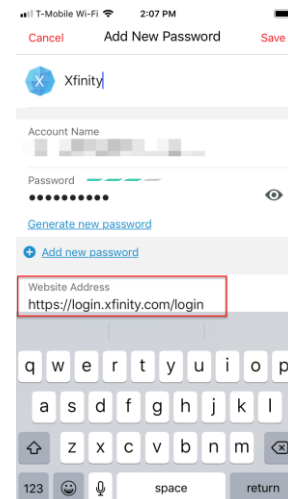 T-Mobile Wi-Fi 2:07 PM
Cancel Add New Password Save
X Xfinity
Account Name
Password
Generate new password
Add new password
Website Address
https://login.xfinity.com/login
q w e r t y u i o p
a s d f g h j k l
z x c v b n m
123 space return